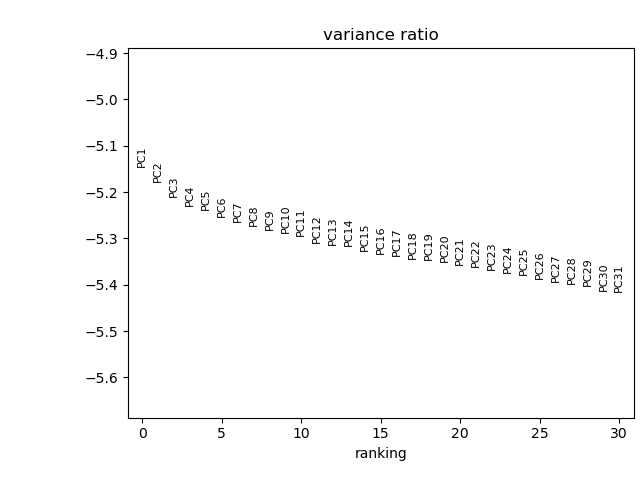 variance ratio
−4.9
−5.0
−5.1
−5.2
−5.3
−5.4
−5.5
−5.6
PC1
PC2
PC3
PC4
PC5
PC6
PC7
PC8
PC9
PC10
PC11
PC12
PC13
PC14
PC15
PC16
PC17
PC18
PC19
PC20
PC21
PC22
PC23
PC24
PC25
PC26
PC27
PC28
PC29
PC30
PC31
0 5 10 15 20 25 30
ranking